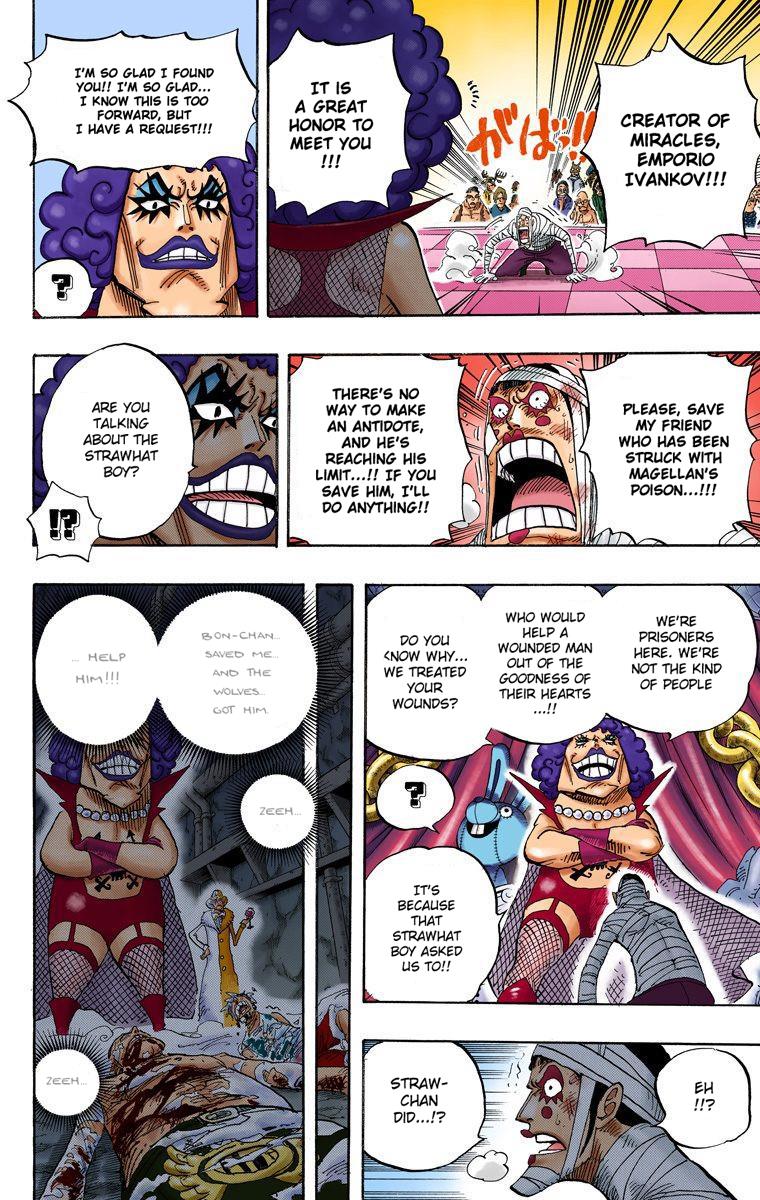 CREATOR OF
MIRACLES,
EMPORIO
IVANKOV!!!
がばっ!!
IT IS
A GREAT
HONOR TO
MEET YOU
!!!
I'M SO GLAD I FOUND
YOU!! I'M SO GLAD...
I KNOW THIS IS TOO
FORWARD, BUT
I HAVE A REQUEST!!!
?
PLEASE, SAVE
MY FRIEND
WHO HAS BEEN
STRUCK WITH
MAGELLAN'S
POISON...!!!
THERE'S NO
WAY TO MAKE
AN ANTIDOTE,
AND HE'S
REACHING HIS
LIMIT...!! IF YOU
SAVE HIM, I'LL
DO ANYTHING!!
ARE YOU
TALKING
ABOUT THE
STRAWHAT
BOY?
!?
WE'RE
PRISONERS
HERE. WE'RE
NOT THE KIND
OF PEOPLE
WHO WOULD
HELP A
WOUNDED MAN
OUT OF THE
GOODNESS OF
THEIR HEARTS
...!!
DO YOU
KNOW WHY...
WE TREATED
YOUR
WOUNDS?
?
IT'S
BECAUSE
THAT
STRAWHAT
BOY ASKED
US TO!!
BON-CHAN...
SAVED ME...
AND THE
WOLVES...
GOT HIM.
... HELP
HIM!!!
ZEEH...
ZEEH...
EH
!!?
STRAW-
CHAN
DID...!?